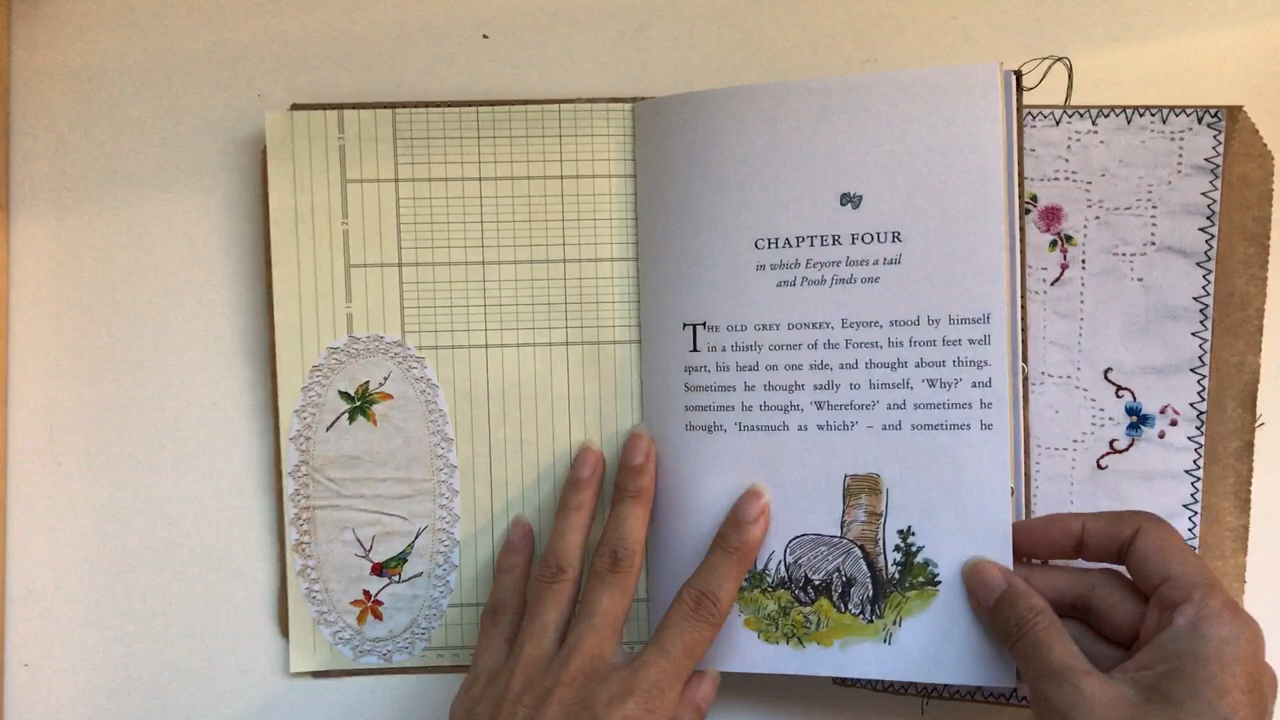 3
2
1
CHAPTER FOUR
in which Eeyore loses a tail
and Pooh finds one
THE OLD GREY DONKEY, Eeyore, stood by himself
in a thistly corner of the Forest, his front feet well
apart, his head on one side, and thought about things.
Sometimes he thought sadly to himself, ‘Why?’ and
sometimes he thought, ‘Wherefore?’ and sometimes he
thought, ‘Inasmuch as which?’ – and sometimes he